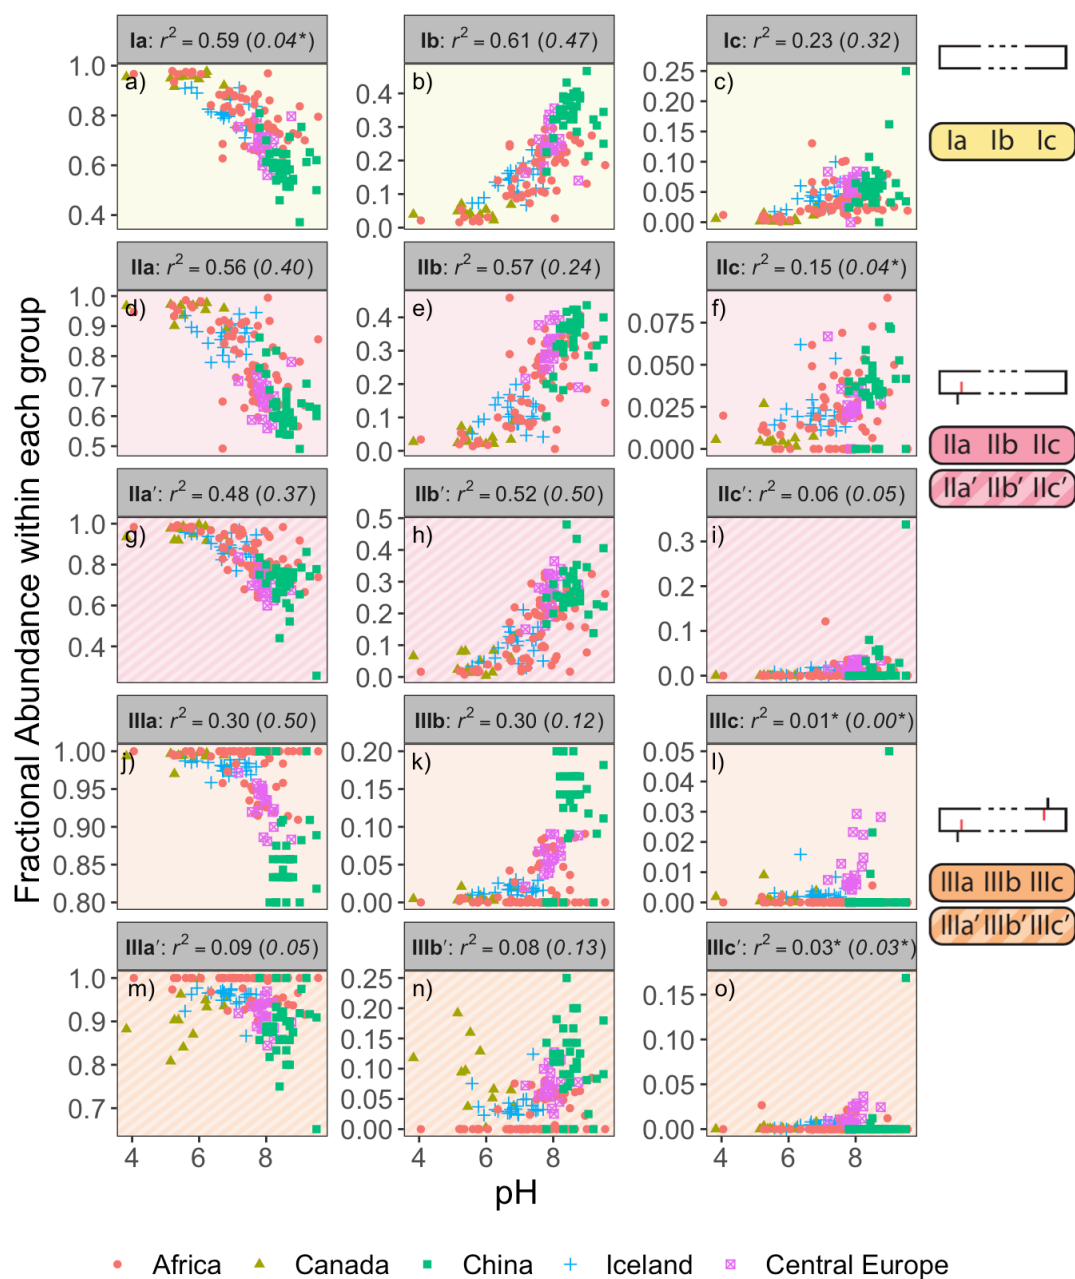 Ia: r² = 0.59 (0.04*)
Ib: r² = 0.61 (0.47)
Ic: r² = 0.23 (0.32)
a)
1.0
0.8
0.6
0.4
b)
0.4
0.3
0.2
0.1
0.0
c)
0.25
0.20
0.15
0.10
0.05
0.00
Ia Ib Ic
IIa: r² = 0.56 (0.40)
IIb: r² = 0.57 (0.24)
IIc: r² = 0.15 (0.04*)
d)
1.0
0.9
0.8
0.7
0.6
0.5
e)
0.4
0.3
0.2
0.1
0.0
f)
0.075
0.050
0.025
0.000
IIa IIb IIc
IIa′ IIb′ IIc′
IIa′: r² = 0.48 (0.37)
IIb′: r² = 0.52 (0.50)
IIc′: r² = 0.06 (0.05)
g)
1.0
0.8
0.6
0.4
h)
0.5
0.4
0.3
0.2
0.1
0.0
i)
0.3
0.2
0.1
0.0
IIIa: r² = 0.30 (0.50)
IIIb: r² = 0.30 (0.12)
IIIc: r² = 0.01* (0.00*)
j)
1.00
0.95
0.90
0.85
0.80
k)
0.20
0.15
0.10
0.05
0.00
l)
0.05
0.04
0.03
0.02
0.01
0.00
IIIa IIIb IIIc
IIIa′ IIIb′ IIIc′
IIIa′: r² = 0.09 (0.05)
IIIb′: r² = 0.08 (0.13)
IIIc′: r² = 0.03* (0.03*)
m)
1.0
0.9
0.8
0.7
n)
0.25
0.20
0.15
0.10
0.05
0.00
o)
0.15
0.10
0.05
0.00
4 6 8
4 6 8
4 6 8
Fractional Abundance within each group
pH
Africa Canada China Iceland Central Europe